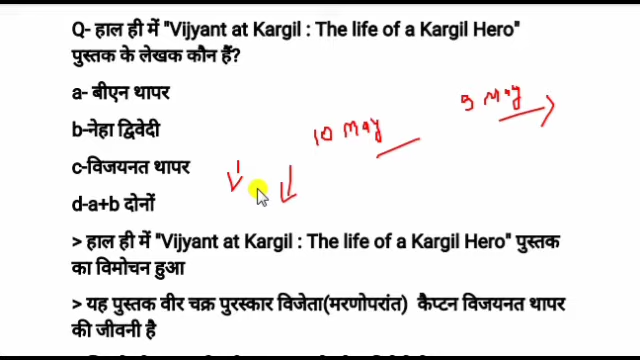 Q- हाल ही में "Vijyant at Kargil : The life of a Kargil Hero"
पुस्तक के लेखक कौन हैं?
a- बीएन थापर
b-नेहा द्विवेदी
c-विजयनत थापर
d-a+b दोनों
10 May
9 May
> हाल ही में "Vijyant at Kargil : The life of a Kargil Hero" पुस्तक
का विमोचन हुआ
> यह पुस्तक वीर चक्र पुरस्कार विजेता(मरणोपरांत) कैप्टन विजयनत थापर
की जीवनी है